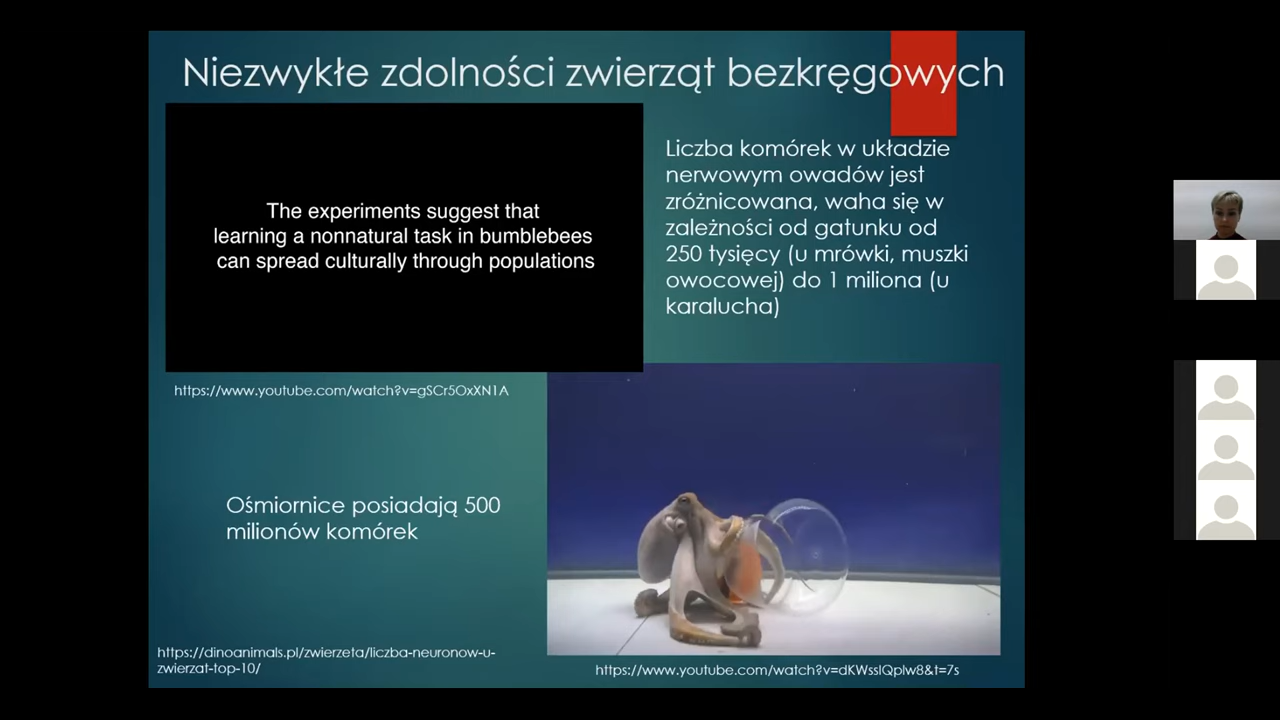 Niezwykłe zdolności zwierząt bezkręgowych
The experiments suggest that
learning a nonnatural task in bumblebees
can spread culturally through populations
https://www.youtube.com/watch?v=gSCr5OxXN1A
Liczba komórek w układzie
nerwowym owadów jest
zróżnicowana, waha się w
zależności od gatunku od
250 tysięcy (u mrówki, muszki
owocowej) do 1 miliona (u
karalucha)
Ośmiornice posiadają 500
milionów komórek
https://dinoanimals.pl/zwierzeta/liczba-neuronow-u-
zwierzat-top-10/
https://www.youtube.com/watch?v=dKWsslQplw8&t=7s